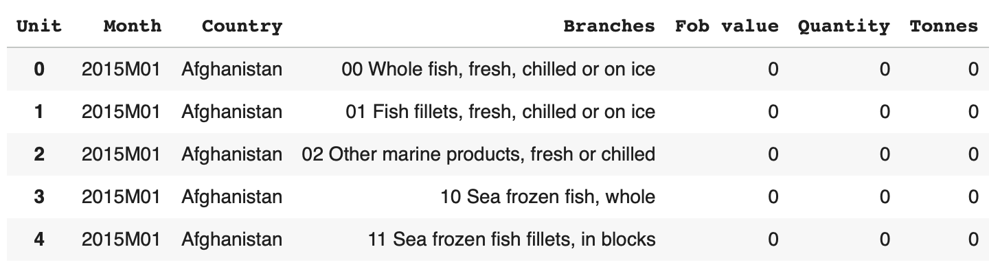 Unit Month Country Branches Fob value Quantity Tonnes
0 2015M01 Afghanistan 00 Whole fish, fresh, chilled or on ice 0 0 0
1 2015M01 Afghanistan 01 Fish fillets, fresh, chilled or on ice 0 0 0
2 2015M01 Afghanistan 02 Other marine products, fresh or chilled 0 0 0
3 2015M01 Afghanistan 10 Sea frozen fish, whole 0 0 0
4 2015M01 Afghanistan 11 Sea frozen fish fillets, in blocks 0 0 0